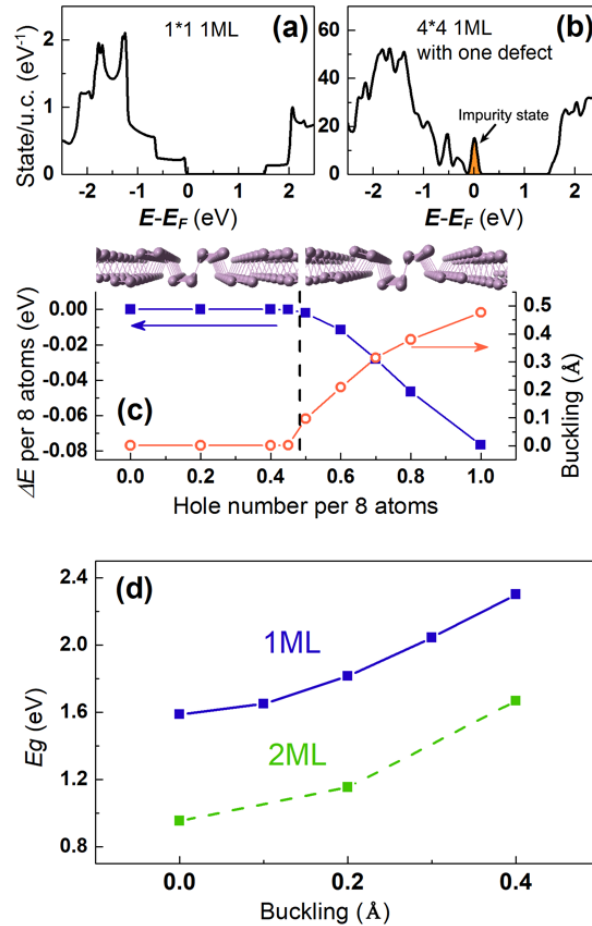 1*1 1ML
(a)
2
1
0
State/u.c. (eV-1)
-2 -1 0 1 2
E-EF (eV)
4*4 1ML (b)
with one defect
Impurity state
60
40
20
0
-2 -1 0 1 2
E-EF (eV)
0.00
-0.02
-0.04
-0.06
-0.08
ΔE per 8 atoms (eV)
(c)
0.5
0.4
0.3
0.2
0.1
0.0
Buckling (Å)
0.0 0.2 0.4 0.6 0.8 1.0
Hole number per 8 atoms
(d)
2.4
2.0
1.6
1.2
0.8
Eg (eV)
1ML
2ML
0.0 0.2 0.4
Buckling (Å)